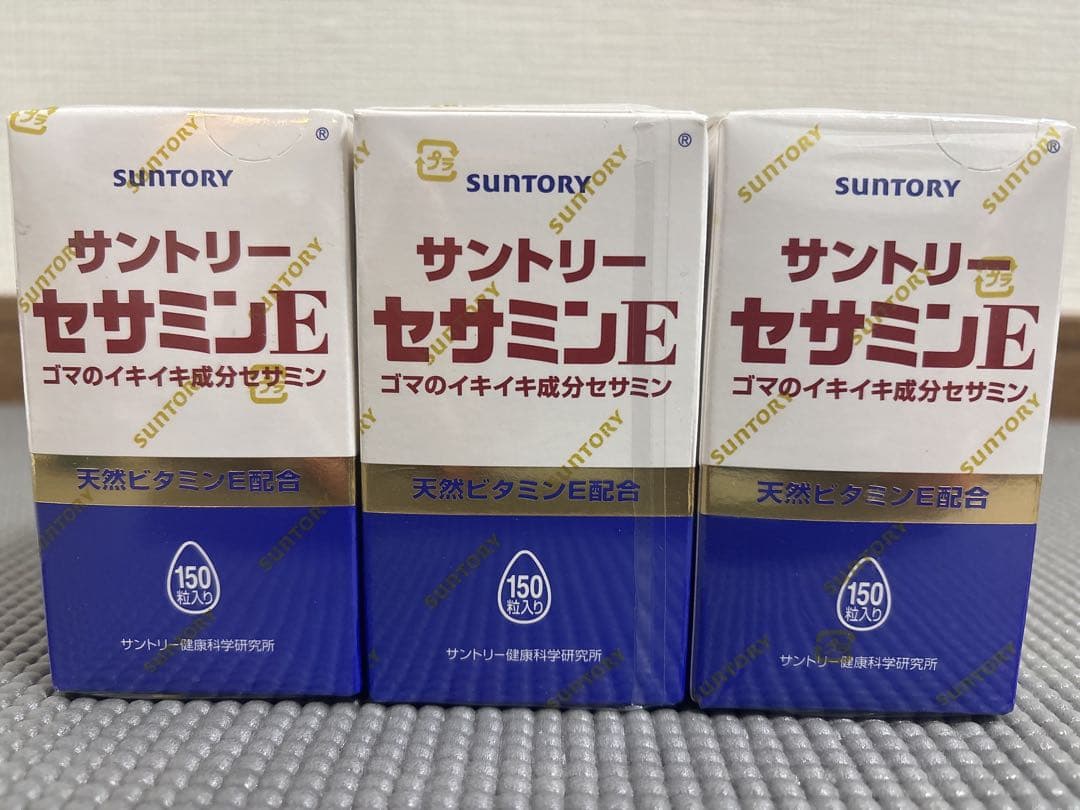 SUNTORY
®
サントリー
セサミンE
ゴマのイキイキ成分セサミン
天然ビタミンE配合
150
粒入り
サントリー健康科学研究所
プラ
SUNTORY
®
サントリー
セサミンE
ゴマのイキイキ成分セサミン
天然ビタミンE配合
150
粒入り
サントリー健康科学研究所
プラ
SUNTORY
®
サントリー
セサミンE
ゴマのイキイキ成分セサミン
天然ビタミンE配合
150
粒入り
サントリー健康科学研究所
プラ